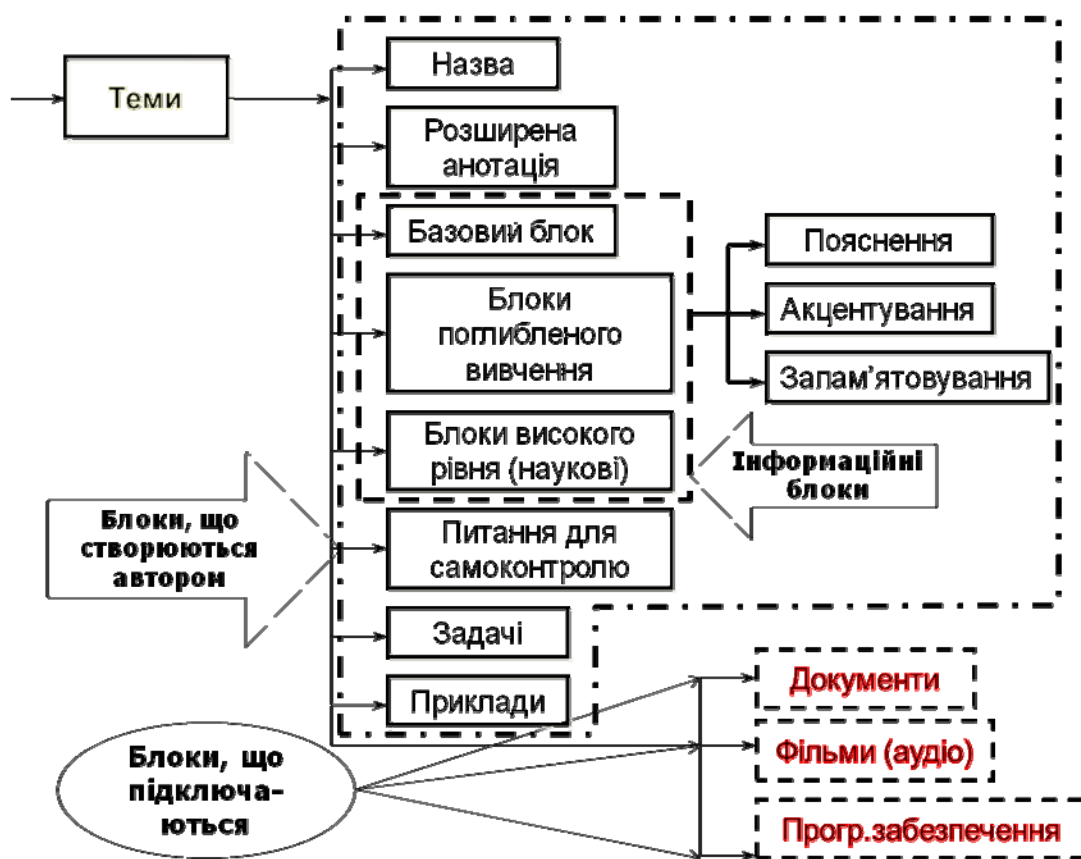 Теми
Назва
Розширена
анотація
Базовий блок
Блоки
поглибленого
вивчення
Блоки високого
рівня (наукові)
Питання для
самоконтролю
Задачі
Приклади
Пояснення
Акцентування
Запам’ятовування
Інформаційні
блоки
Блоки, що
створюються
автором
Блоки, що
підключа-
ються
Документи
Фільми (аудіо)
Прогр.забезпечення